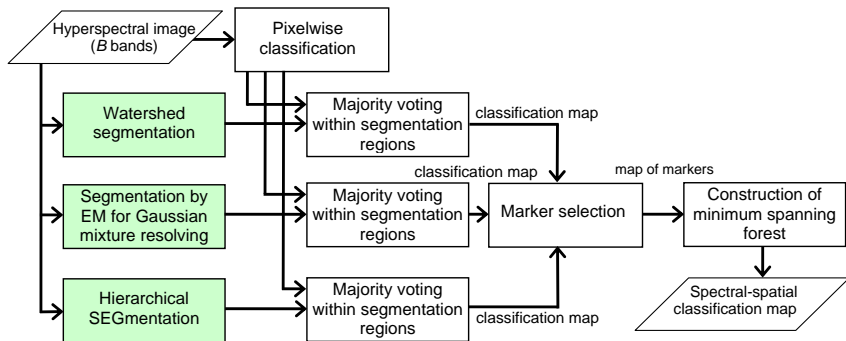 Hyperspectral image
(B bands)
Pixelwise
classification
Watershed
segmentation
Majority voting
within segmentation
regions
classification map
Segmentation by
EM for Gaussian
mixture resolving
Majority voting
within segmentation
regions
classification map
Marker selection
map of markers
Construction of
minimum spanning
forest
Hierarchical
SEGmentation
Majority voting
within segmentation
regions
classification map
Spectral-spatial
classification map